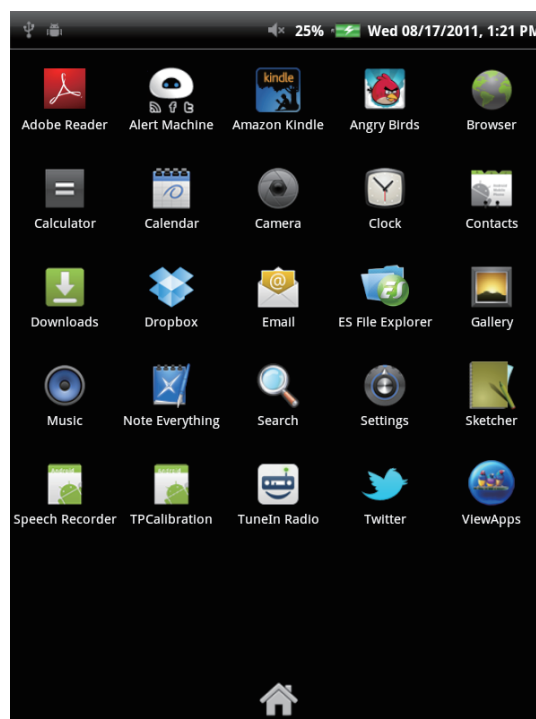 25% Wed 08/17/2011, 1:21 PM
kindle
Adobe Reader Alert Machine Amazon Kindle Angry Birds Browser
Calculator Calendar Camera Clock Contacts
Downloads Dropbox Email ES File Explorer Gallery
Music Note Everything Search Settings Sketcher
Speech Recorder TPCalibration TuneIn Radio Twitter ViewApps